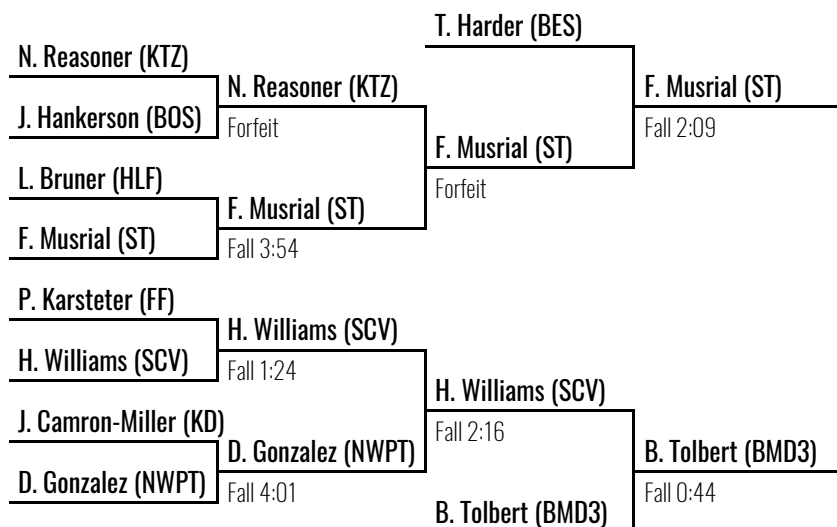 T. Harder (BES)
N. Reasoner (KTZ)
N. Reasoner (KTZ)
F. Musrial (ST)
J. Hankerson (BOS)
Forfeit
Fall 2:09
F. Musrial (ST)
L. Bruner (HLF)
Forfeit
F. Musrial (ST)
F. Musrial (ST)
Fall 3:54
P. Karsteter (FF)
H. Williams (SCV)
H. Williams (SCV)
Fall 1:24
H. Williams (SCV)
J. Camron-Miller (KD)
Fall 2:16
D. Gonzalez (NWPT)
B. Tolbert (BMD3)
D. Gonzalez (NWPT)
Fall 4:01
Fall 0:44
B. Tolbert (BMD3)